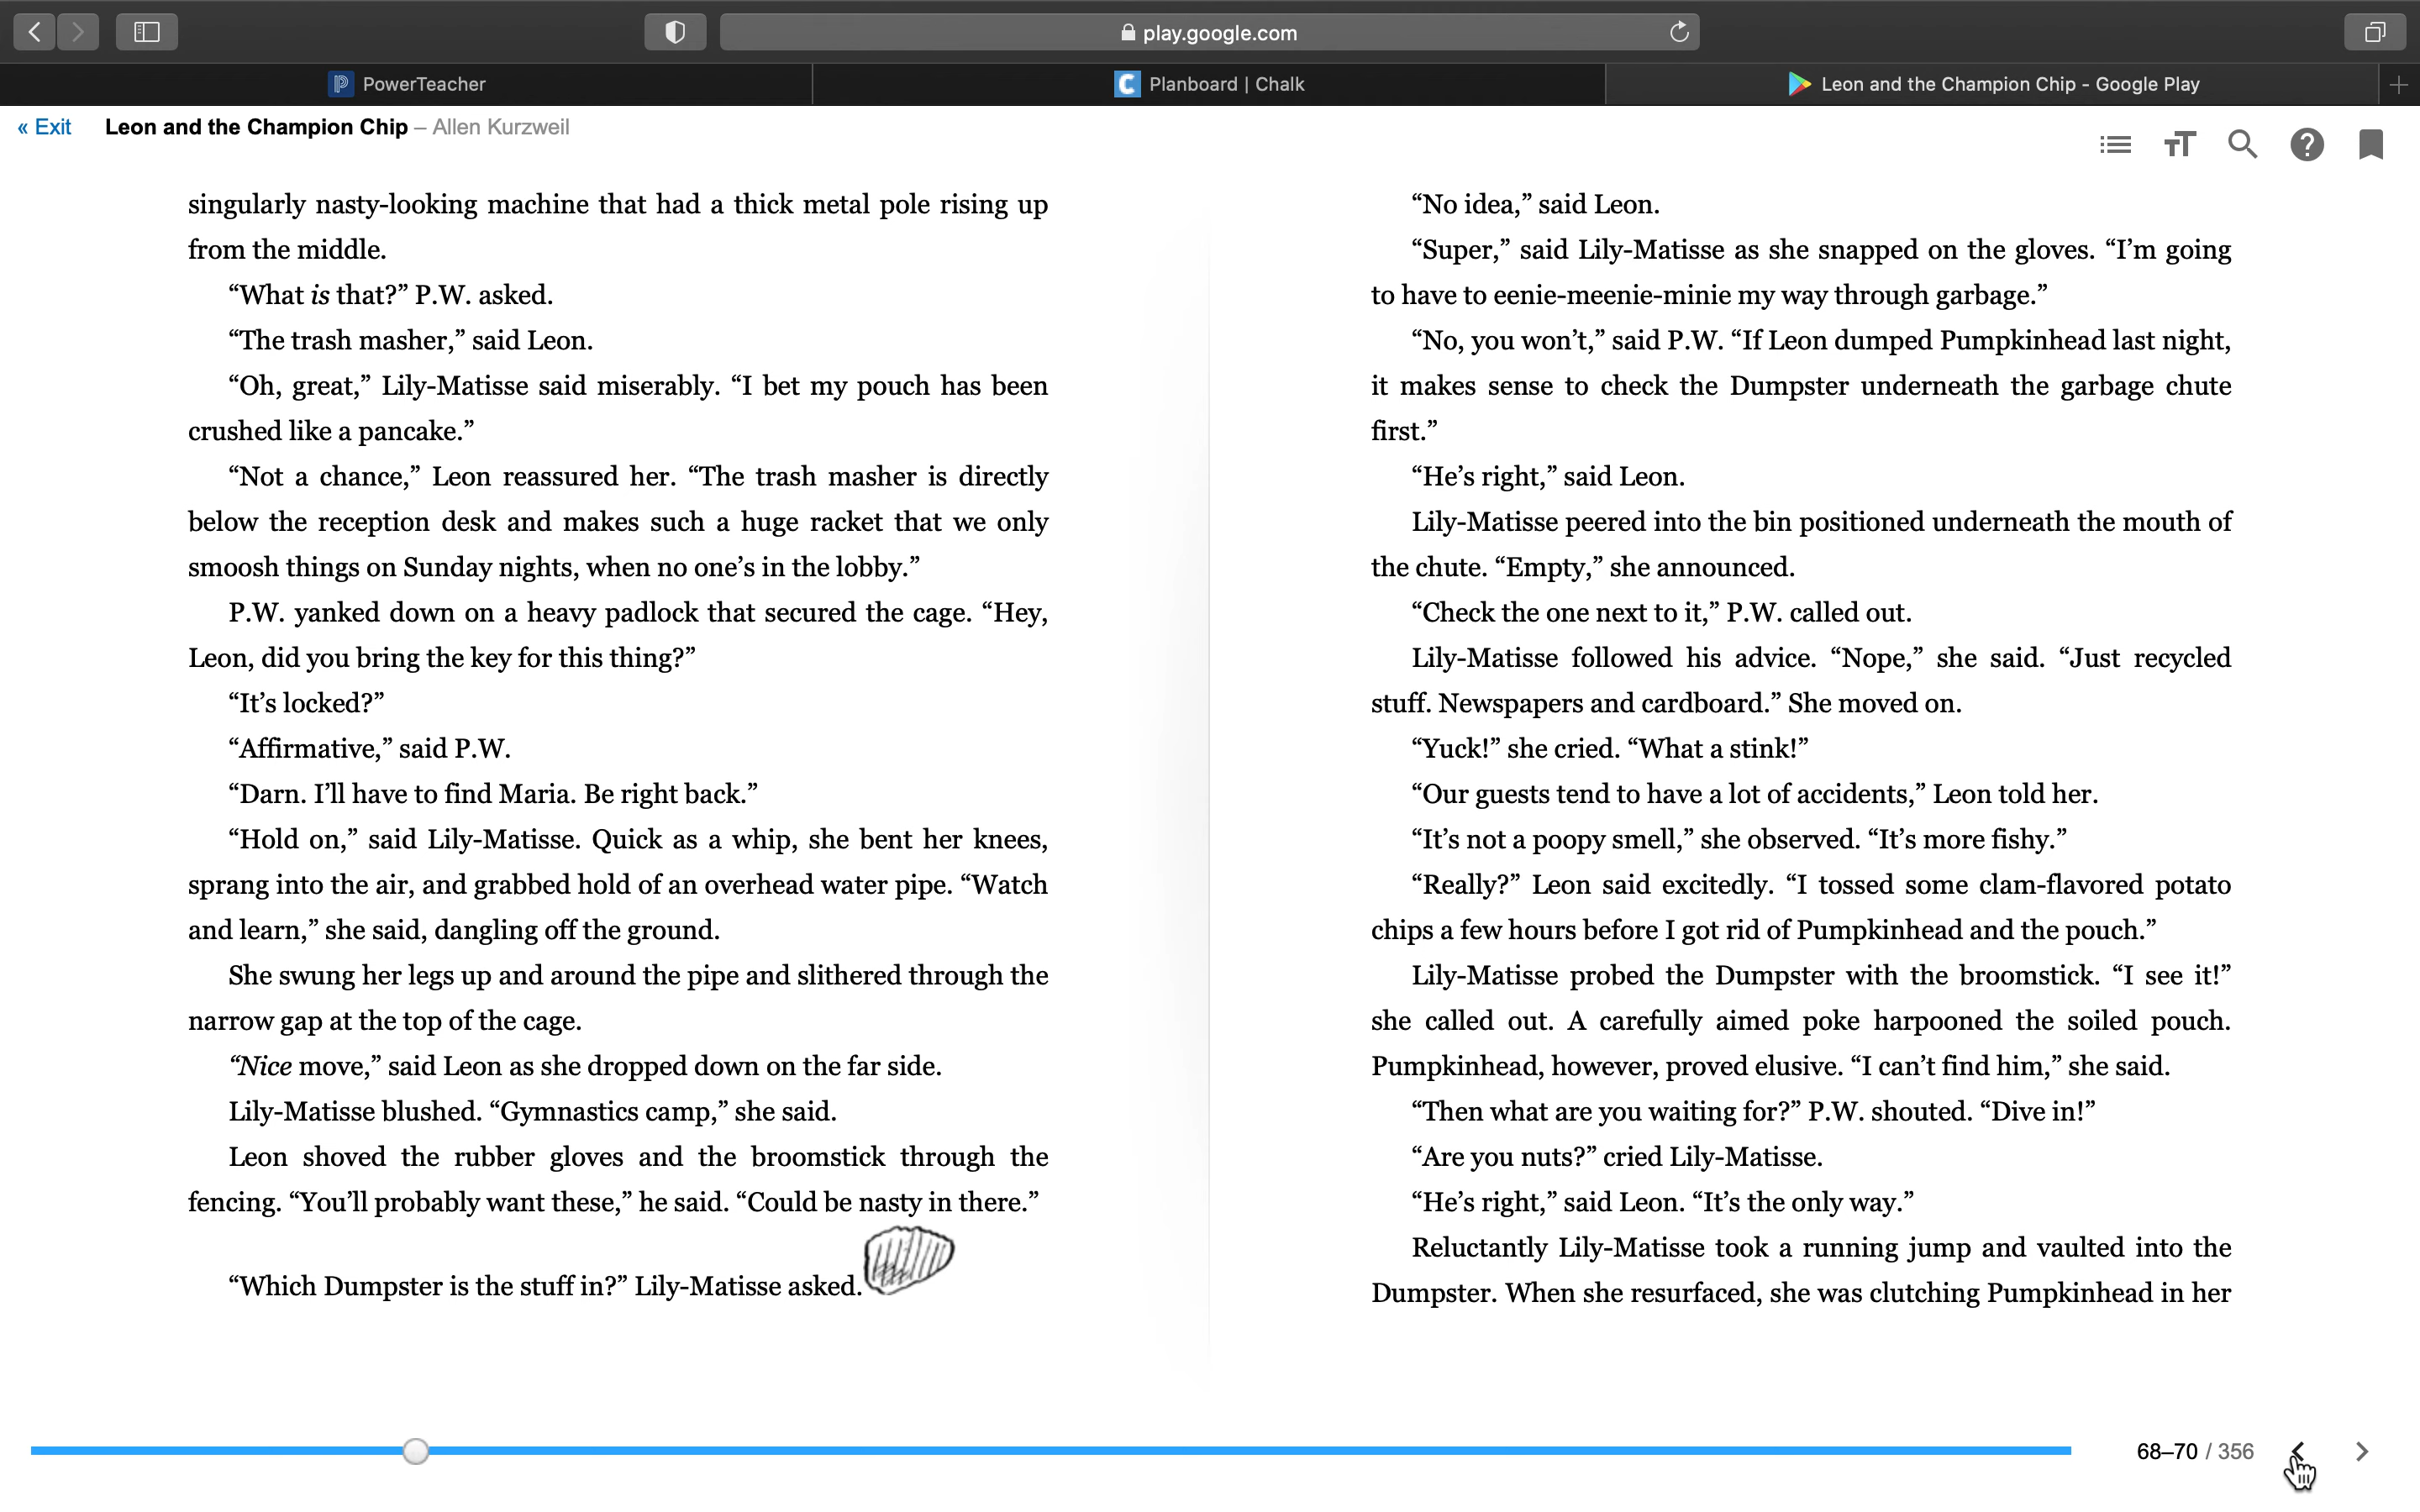 play.google.com
PowerTeacher
Planboard | Chalk
Leon and the Champion Chip - Google Play
« Exit Leon and the Champion Chip – Allen Kurzweil
singularly nasty-looking machine that had a thick metal pole rising up
from the middle.
“What is that?” P.W. asked.
“The trash masher,” said Leon.
“Oh, great,” Lily-Matisse said miserably. “I bet my pouch has been
crushed like a pancake.”
“Not a chance,” Leon reassured her. “The trash masher is directly
below the reception desk and makes such a huge racket that we only
smoosh things on Sunday nights, when no one’s in the lobby.”
P.W. yanked down on a heavy padlock that secured the cage. “Hey,
Leon, did you bring the key for this thing?”
“It’s locked?”
“Affirmative,” said P.W.
“Darn. I’ll have to find Maria. Be right back.”
“Hold on,” said Lily-Matisse. Quick as a whip, she bent her knees,
sprang into the air, and grabbed hold of an overhead water pipe. “Watch
and learn,” she said, dangling off the ground.
She swung her legs up and around the pipe and slithered through the
narrow gap at the top of the cage.
“Nice move,” said Leon as she dropped down on the far side.
Lily-Matisse blushed. “Gymnastics camp,” she said.
Leon shoved the rubber gloves and the broomstick through the
fencing. “You’ll probably want these,” he said. “Could be nasty in there.”
“Which Dumpster is the stuff in?” Lily-Matisse asked.
“No idea,” said Leon.
“Super,” said Lily-Matisse as she snapped on the gloves. “I’m going
to have to eenie-meenie-minie my way through garbage.”
“No, you won’t,” said P.W. “If Leon dumped Pumpkinhead last night,
it makes sense to check the Dumpster underneath the garbage chute
first.”
“He’s right,” said Leon.
Lily-Matisse peered into the bin positioned underneath the mouth of
the chute. “Empty,” she announced.
“Check the one next to it,” P.W. called out.
Lily-Matisse followed his advice. “Nope,” she said. “Just recycled
stuff. Newspapers and cardboard.” She moved on.
“Yuck!” she cried. “What a stink!”
“Our guests tend to have a lot of accidents,” Leon told her.
“It’s not a poopy smell,” she observed. “It’s more fishy.”
“Really?” Leon said excitedly. “I tossed some clam-flavored potato
chips a few hours before I got rid of Pumpkinhead and the pouch.”
Lily-Matisse probed the Dumpster with the broomstick. “I see it!”
she called out. A carefully aimed poke harpooned the soiled pouch.
Pumpkinhead, however, proved elusive. “I can’t find him,” she said.
“Then what are you waiting for?” P.W. shouted. “Dive in!”
“Are you nuts?” cried Lily-Matisse.
“He’s right,” said Leon. “It’s the only way.”
Reluctantly Lily-Matisse took a running jump and vaulted into the
Dumpster. When she resurfaced, she was clutching Pumpkinhead in her
68–70 / 356